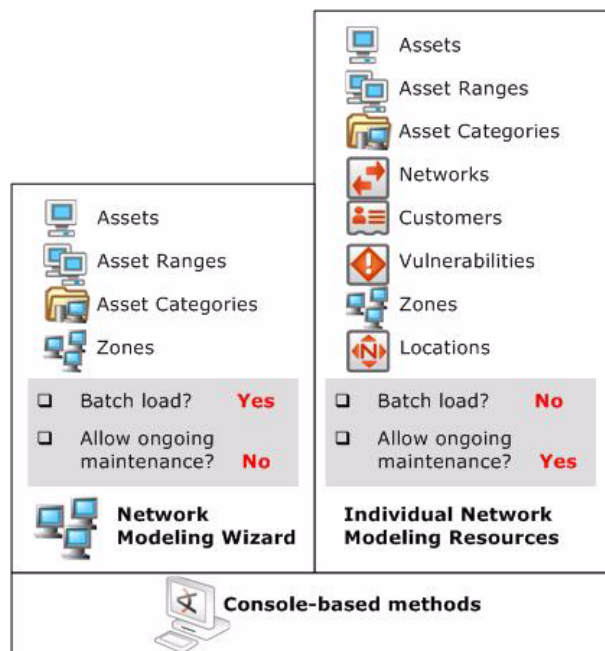 Assets
Asset Ranges
Asset Categories
Zones
Batch load? Yes
Allow ongoing
maintenance? No
Network
Modeling Wizard
Assets
Asset Ranges
Asset Categories
Networks
Customers
Vulnerabilities
Zones
N
Locations
Batch load? No
Allow ongoing
maintenance? Yes
Individual Network
Modeling Resources
Console-based methods